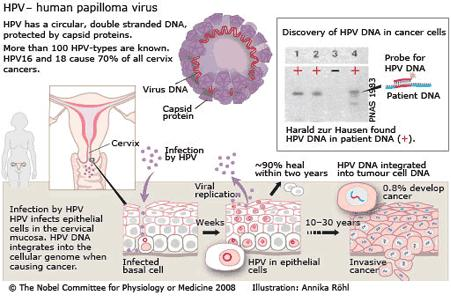 HPV– human papilloma virus
HPV has a circular, double stranded DNA,
protected by capsid proteins.
More than 100 HPV-types are known.
HPV16 and 18 cause 70% of all cervix
cancers.
Virus DNA
Capsid
protein
Discovery of HPV DNA in cancer cells
1 2 3 4
+ + – +
Probe for
HPV DNA
Patient DNA
PNAS 1983
Harald zur Hausen found
HPV DNA in patient DNA (+).
Cervix
Infection
by HPV
Viral
replication
~90% heal
within two years
HPV DNA integrated
into tumour cell DNA
0.8% develop
cancer
Infection by HPV
HPV infects epithelial
cells in the cervical
mucosa. HPV DNA
integrates into the
cellular genome when
causing cancer.
Weeks
10–30 years
Infected
basal cell
HPV in epithelial
cells
Invasive
cancer
© The Nobel Committee for Physiology or Medicine 2008 Illustration: Annika Röhl